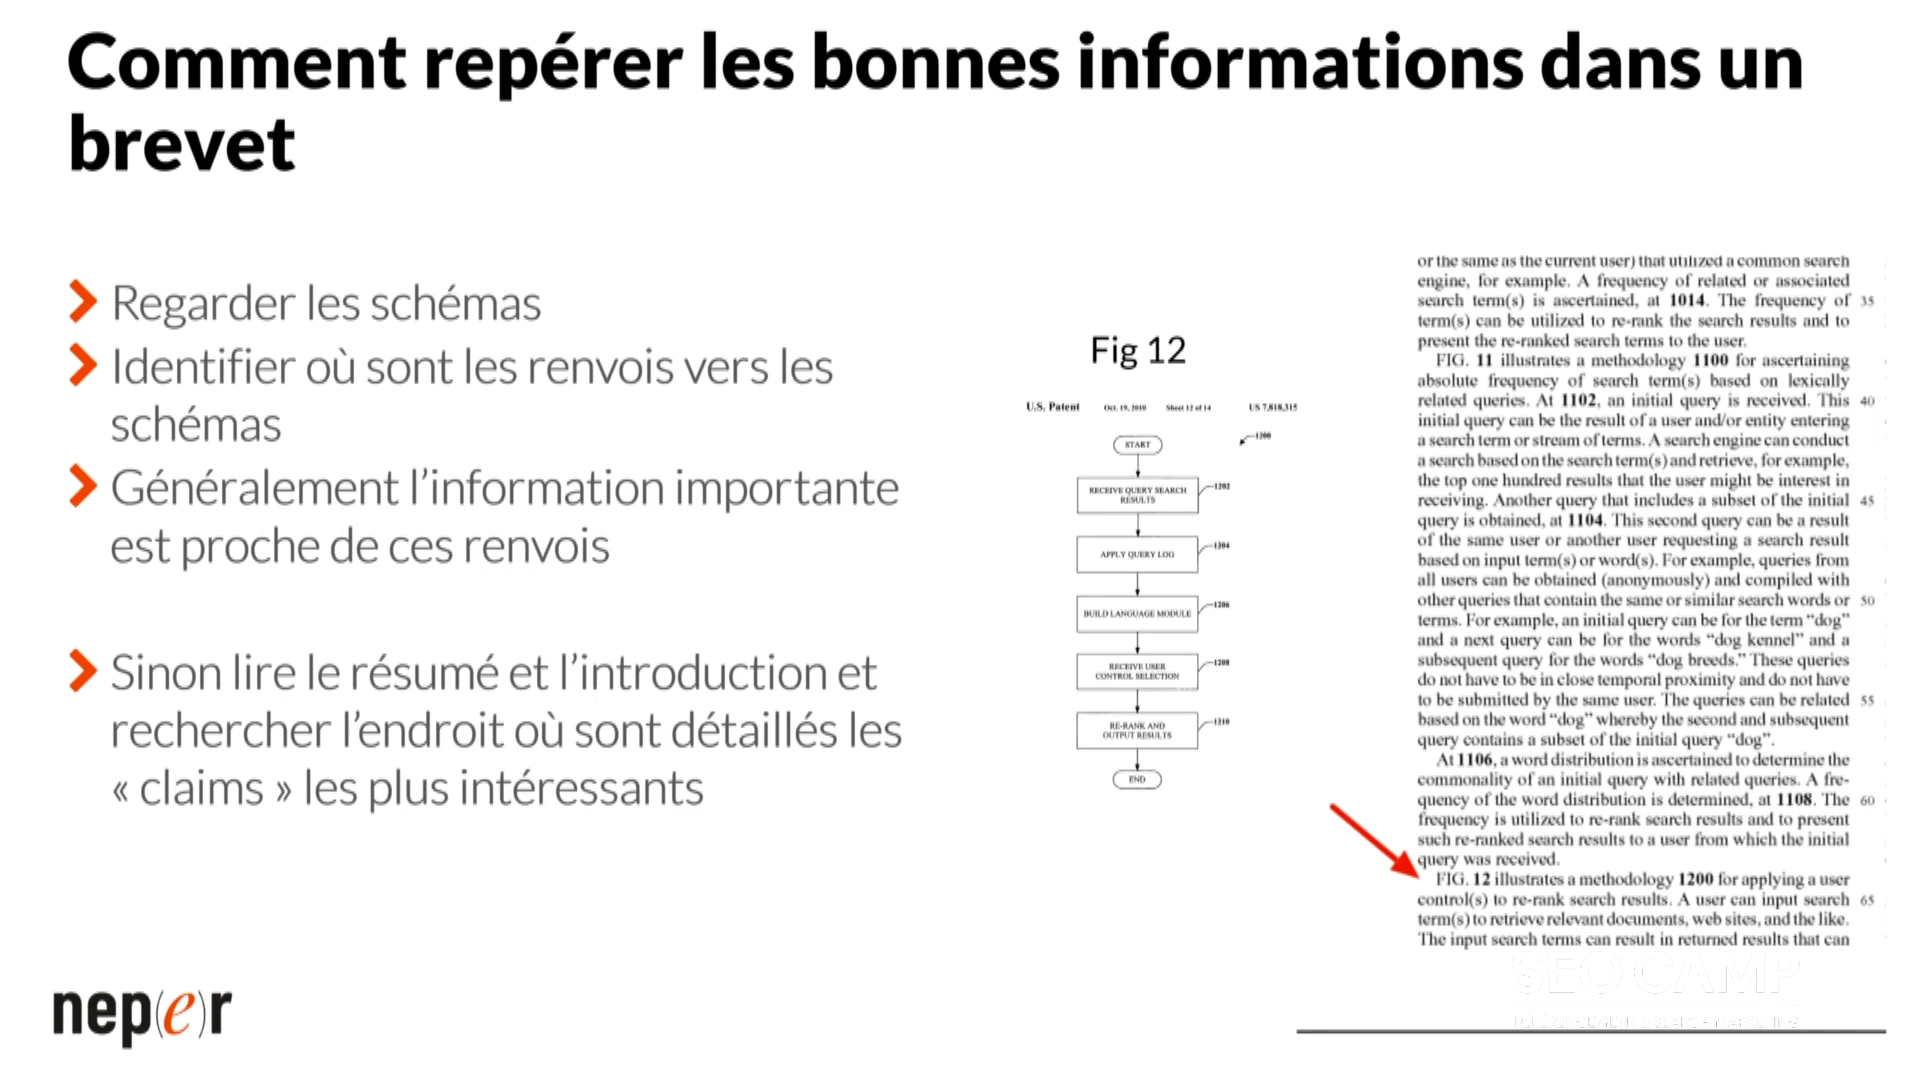 Comment repérer les bonnes informations dans un
brevet
Regarder les schémas
Identifier où sont les renvois vers les
schémas
Généralement l'information importante
est proche de ces renvois
Sinon lire le résumé et l'introduction et
rechercher l'endroit où sont détaillés les
« claims » les plus intéressants
Fig 12
U.S. Patent Oct. 19, 2010 Sheet 12 of 14 US 7,818,315
1200
START
RECEIVE QUERY SEARCH
RESULTS
1202
APPLY QUERY LOG
1204
BUILD LANGUAGE MODULE
1206
RECEIVE USER
CONTROL SELECTION
1208
RE-RANK AND
OUTPUT RESULTS
1210
END
or the same as the current user) that utilized a common search
engine, for example. A frequency of related or associated
search term(s) is ascertained, at 1014. The frequency of 35
term(s) can be utilized to re-rank the search results and to
present the re-ranked search terms to the user.
FIG. 11 illustrates a methodology 1100 for ascertaining
absolute frequency of search term(s) based on lexically
related queries. At 1102, an initial query is received. This 40
initial query can be the result of a user and/or entity entering
a search term or stream of terms. A search engine can conduct
a search based on the search term(s) and retrieve, for example,
the top one hundred results that the user might be interest in
receiving. Another query that includes a subset of the initial 45
query is obtained, at 1104. This second query can be a result
of the same user or another user requesting a search result
based on input term(s) or word(s). For example, queries from
all users can be obtained (anonymously) and compiled with
other queries that contain the same or similar search words or 50
terms. For example, an initial query can be for the term “dog”
and a next query can be for the words “dog kennel” and a
subsequent query for the words “dog breeds.” These queries
do not have to be in close temporal proximity and do not have
to be submitted by the same user. The queries can be related 55
based on the word “dog” whereby the second and subsequent
query contains a subset of the initial query “dog”.
At 1106, a word distribution is ascertained to determine the
commonality of an initial query with related queries. A fre-
quency of the word distribution is determined, at 1108. The 60
frequency is utilized to re-rank search results and to present
such re-ranked search results to a user from which the initial
query was received.
FIG. 12 illustrates a methodology 1200 for applying a user
control(s) to re-rank search results. A user can input search 65
term(s) to retrieve relevant documents, web sites, and the like.
The input search terms can result in returned results that can
SEO CAMP
nep(e)r